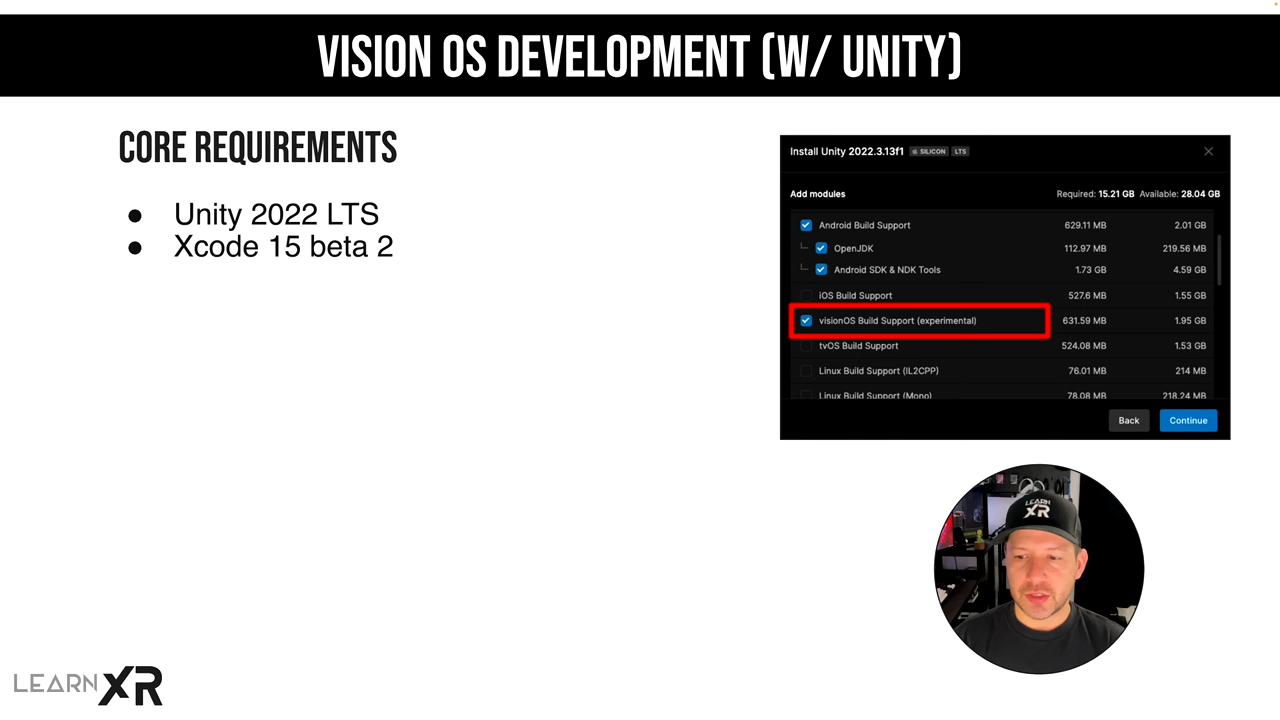 VISION OS DEVELOPMENT (W/ UNITY)
CORE REQUIREMENTS
● Unity 2022 LTS
● Xcode 15 beta 2
Install Unity 2022.3.13f1 SILICON LTS
Add modules Required: 15.21 GB Available: 28.04 GB
Android Build Support 629.11 MB 2.01 GB
OpenJDK 112.97 MB 219.56 MB
Android SDK & NDK Tools 1.73 GB 4.59 GB
iOS Build Support 527.6 MB 1.55 GB
visionOS Build Support (experimental) 631.59 MB 1.95 GB
tvOS Build Support 524.08 MB 1.53 GB
Linux Build Support (IL2CPP) 76.01 MB 214 MB
Linux Build Support (Mono) 78.08 MB 218.24 MB
Back Continue
LEARN
XR
LEARN XR